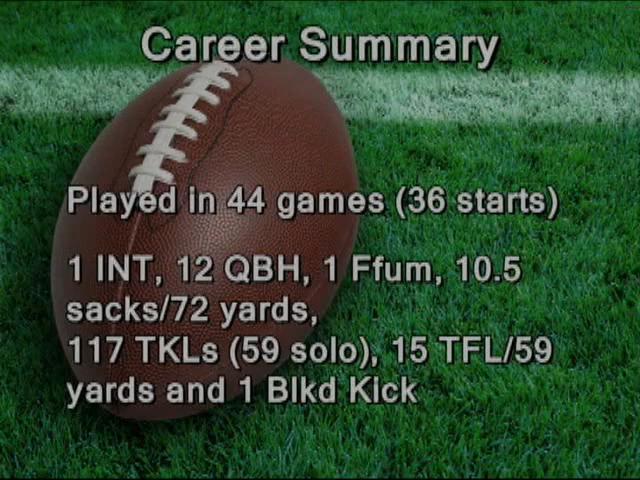 Career Summary
Played in 44 games (36 starts)
1 INT, 12 QBH, 1 Ffum, 10.5
sacks/72 yards,
117 TKLs (59 solo), 15 TFL/59
yards and 1 Blkd Kick